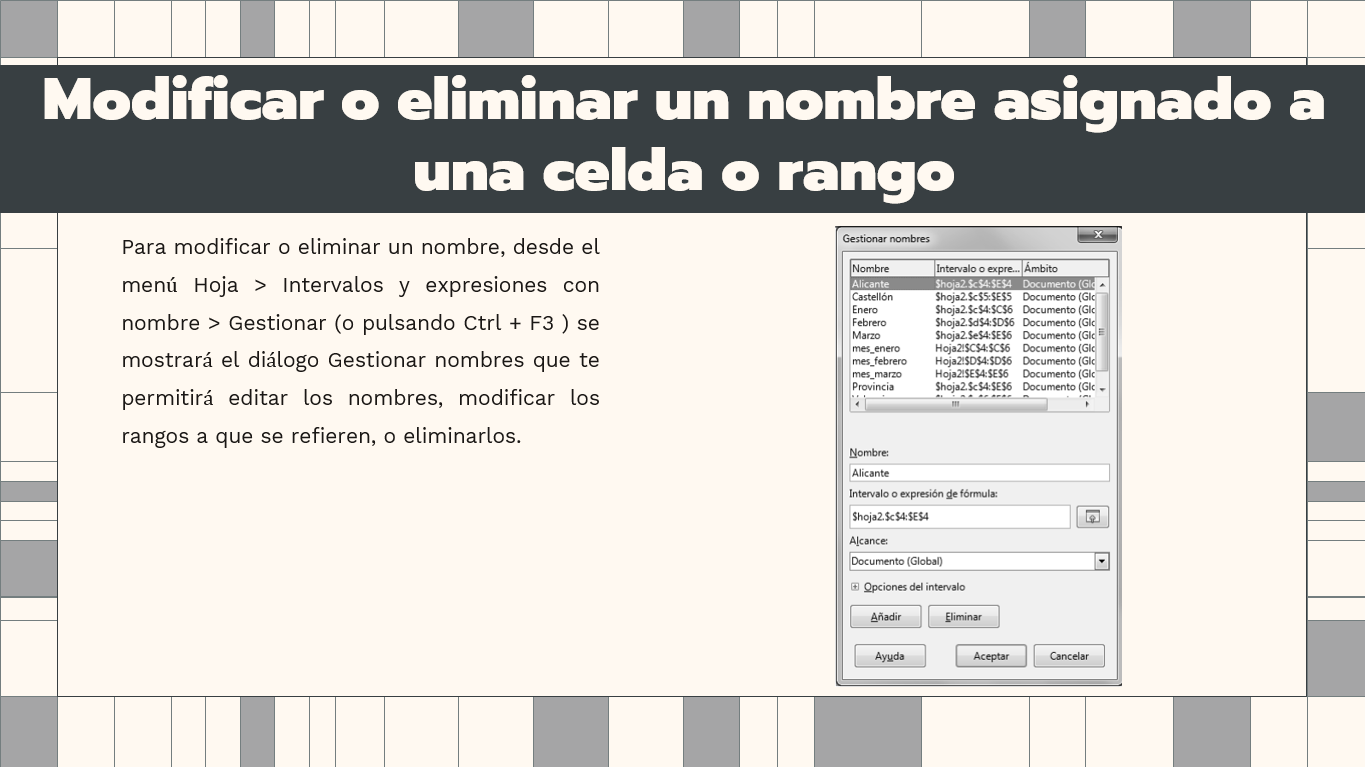 Modificar o eliminar un nombre asignado a
una celda o rango
Para modificar o eliminar un nombre, desde el
menú Hoja > Intervalos y expresiones con
nombre > Gestionar (o pulsando Ctrl + F3 ) se
mostrará el diálogo Gestionar nombres que te
permitirá editar los nombres, modificar los
rangos a que se refieren, o eliminarlos.
Gestionar nombres
Nombre Intervalo o expre... Ámbito
Alicante $hoja2.$c$4:$E$4 Documento (Glo
Castellón $hoja2.$c$5:$E$5 Documento (Glo
Enero $hoja2.$c$4:$C$6 Documento (Glo
Febrero $hoja2.$d$4:$D$6 Documento (Glo
Marzo $hoja2.$e$4:$E$6 Documento (Glo
mes_enero Hoja2!$C$4:$C$6 Documento (Glo
mes_febrero Hoja2!$D$4:$D$6 Documento (Glo
mes_marzo Hoja2!$E$4:$E$6 Documento (Glo
Provincia $hoja2.$c$4:$E$6 Documento (Glo
Nombre:
Alicante
Intervalo o expresión de fórmula:
$hoja2.$c$4:$E$4
Alcance:
Documento (Global)
Opciones del intervalo
Añadir Eliminar
Ayuda Aceptar Cancelar